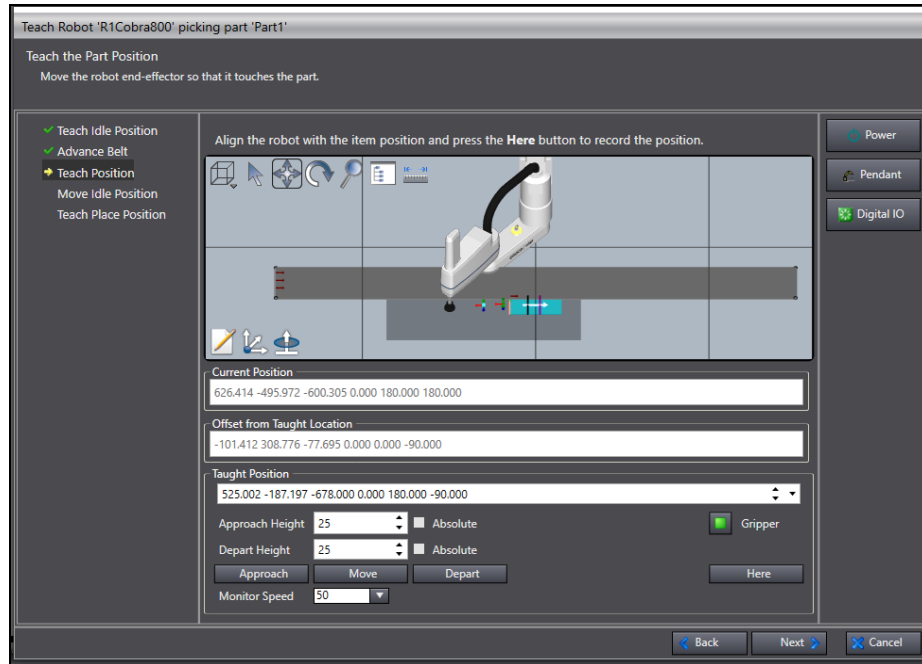 Teach Robot 'R1Cobra800' picking part 'Part1'
Teach the Part Position
Move the robot end-effector so that it touches the part.
Teach Idle Position
Advance Belt
Teach Position
Move Idle Position
Teach Place Position
Align the robot with the item position and press the Here button to record the position.
Power
Pendant
Digital IO
Current Position
626.414 -495.972 -600.305 0.000 180.000 180.000
Offset from Taught Location
-101.412 308.776 -77.695 0.000 0.000 -90.000
Taught Position
525.002 -187.197 -678.000 0.000 180.000 -90.000
Approach Height 25 Absolute Gripper
Depart Height 25 Absolute
Approach Move Depart Here
Monitor Speed 50
Back Next Cancel